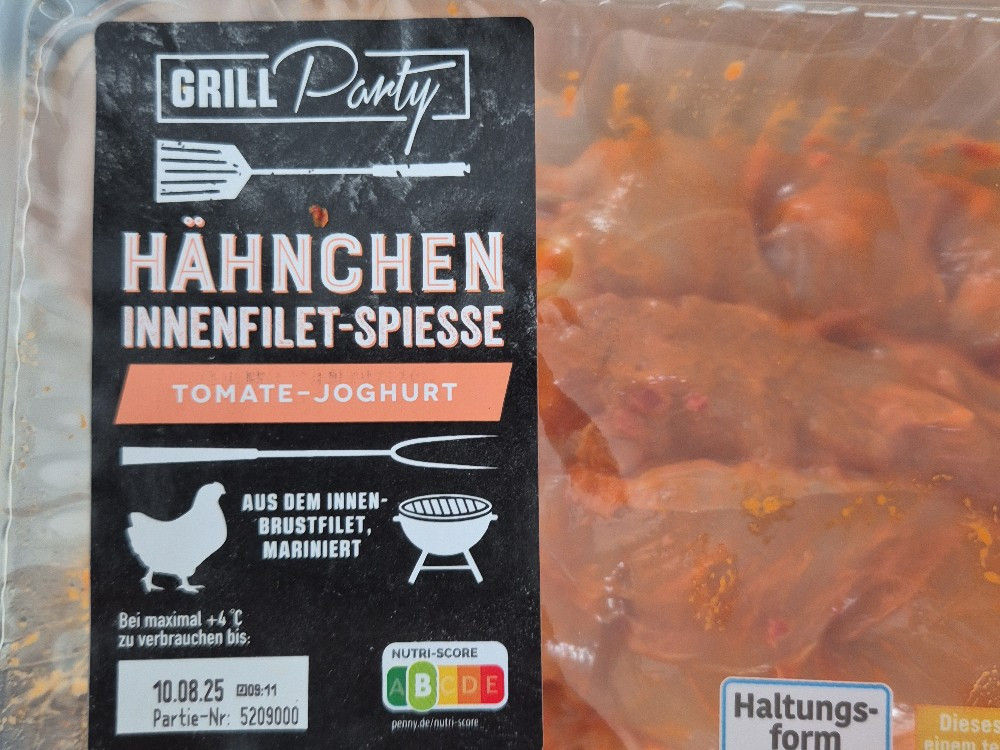 GRILL Party
HÄHNCHEN
INNENFILET-SPIESSE
TOMATE-JOGHURT
AUS DEM INNEN-
BRUSTFILET,
MARINIERT
Bei maximal +4 °C
zu verbrauchen bis:
10.08.25 09:11
Partie-Nr: 5209000
NUTRI-SCORE
A B C D E
penny.de/nutri-score
Haltungs-
form
Dieses
einem